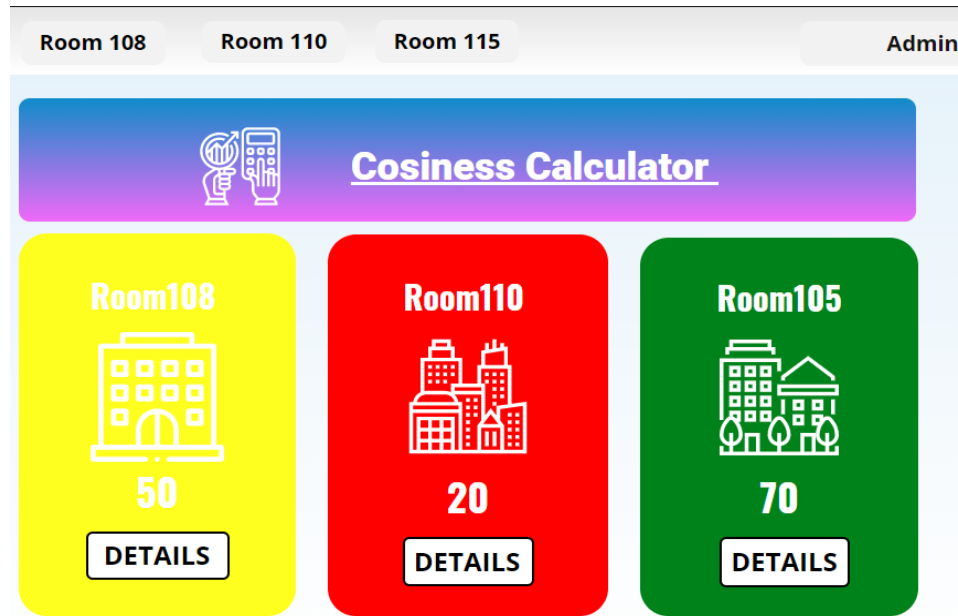 Room 108 Room 110 Room 115 Admin
Cosiness Calculator
Room108 Room110 Room105
50 20 70
DETAILS DETAILS DETAILS